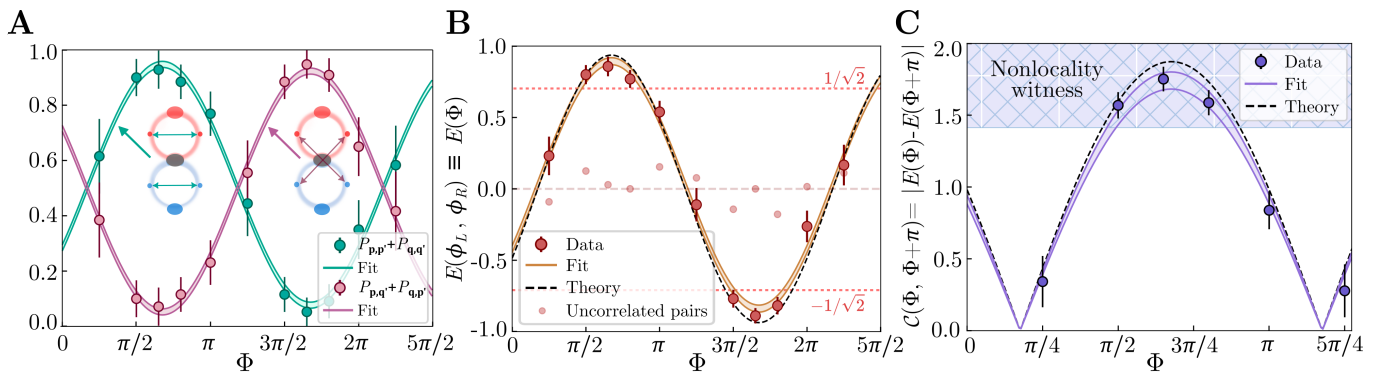 A
1.0
0.8
0.6
0.4
0.2
0.0
0
π/2
π
3π/2
2π
5π/2
Φ
P_{p,p'}+P_{q,q'}
Fit
P_{p,q'}+P_{q,p'}
Fit
B
E(ϕ_L, ϕ_R) ≡ E(Φ)
1.0
0.5
0.0
-0.5
-1.0
1/√2
−1/√2
Data
Fit
Theory
Uncorrelated pairs
0
π/2
π
3π/2
2π
5π/2
Φ
C
𝒞(Φ, Φ+π)= |E(Φ)-E(Φ+π)|
2.0
1.5
1.0
0.5
0.0
Nonlocality
witness
Data
Fit
Theory
0
π/4
π/2
3π/4
π
5π/4
Φ